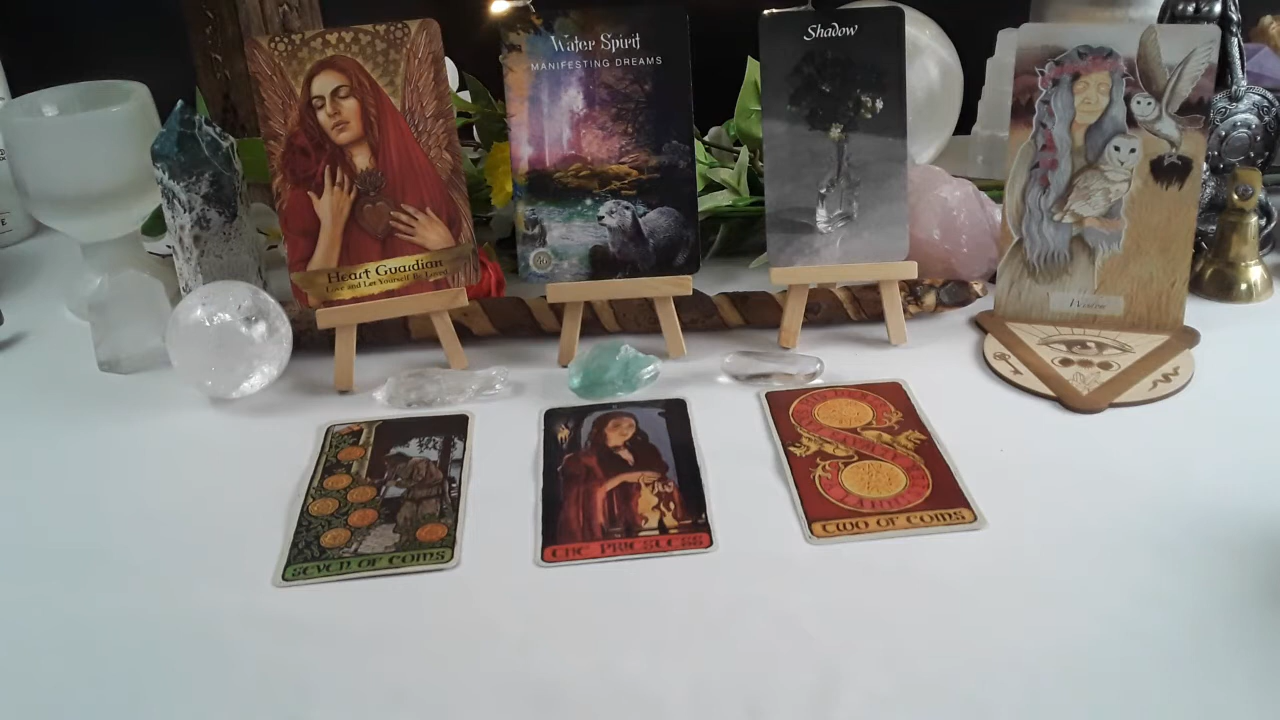 Heart Guardian
Love and Let Yourself Be Loved
Water Spirit
MANIFESTING DREAMS
Shadow
SEVEN OF COINS
THE PRIESTESS
TWO OF COINS